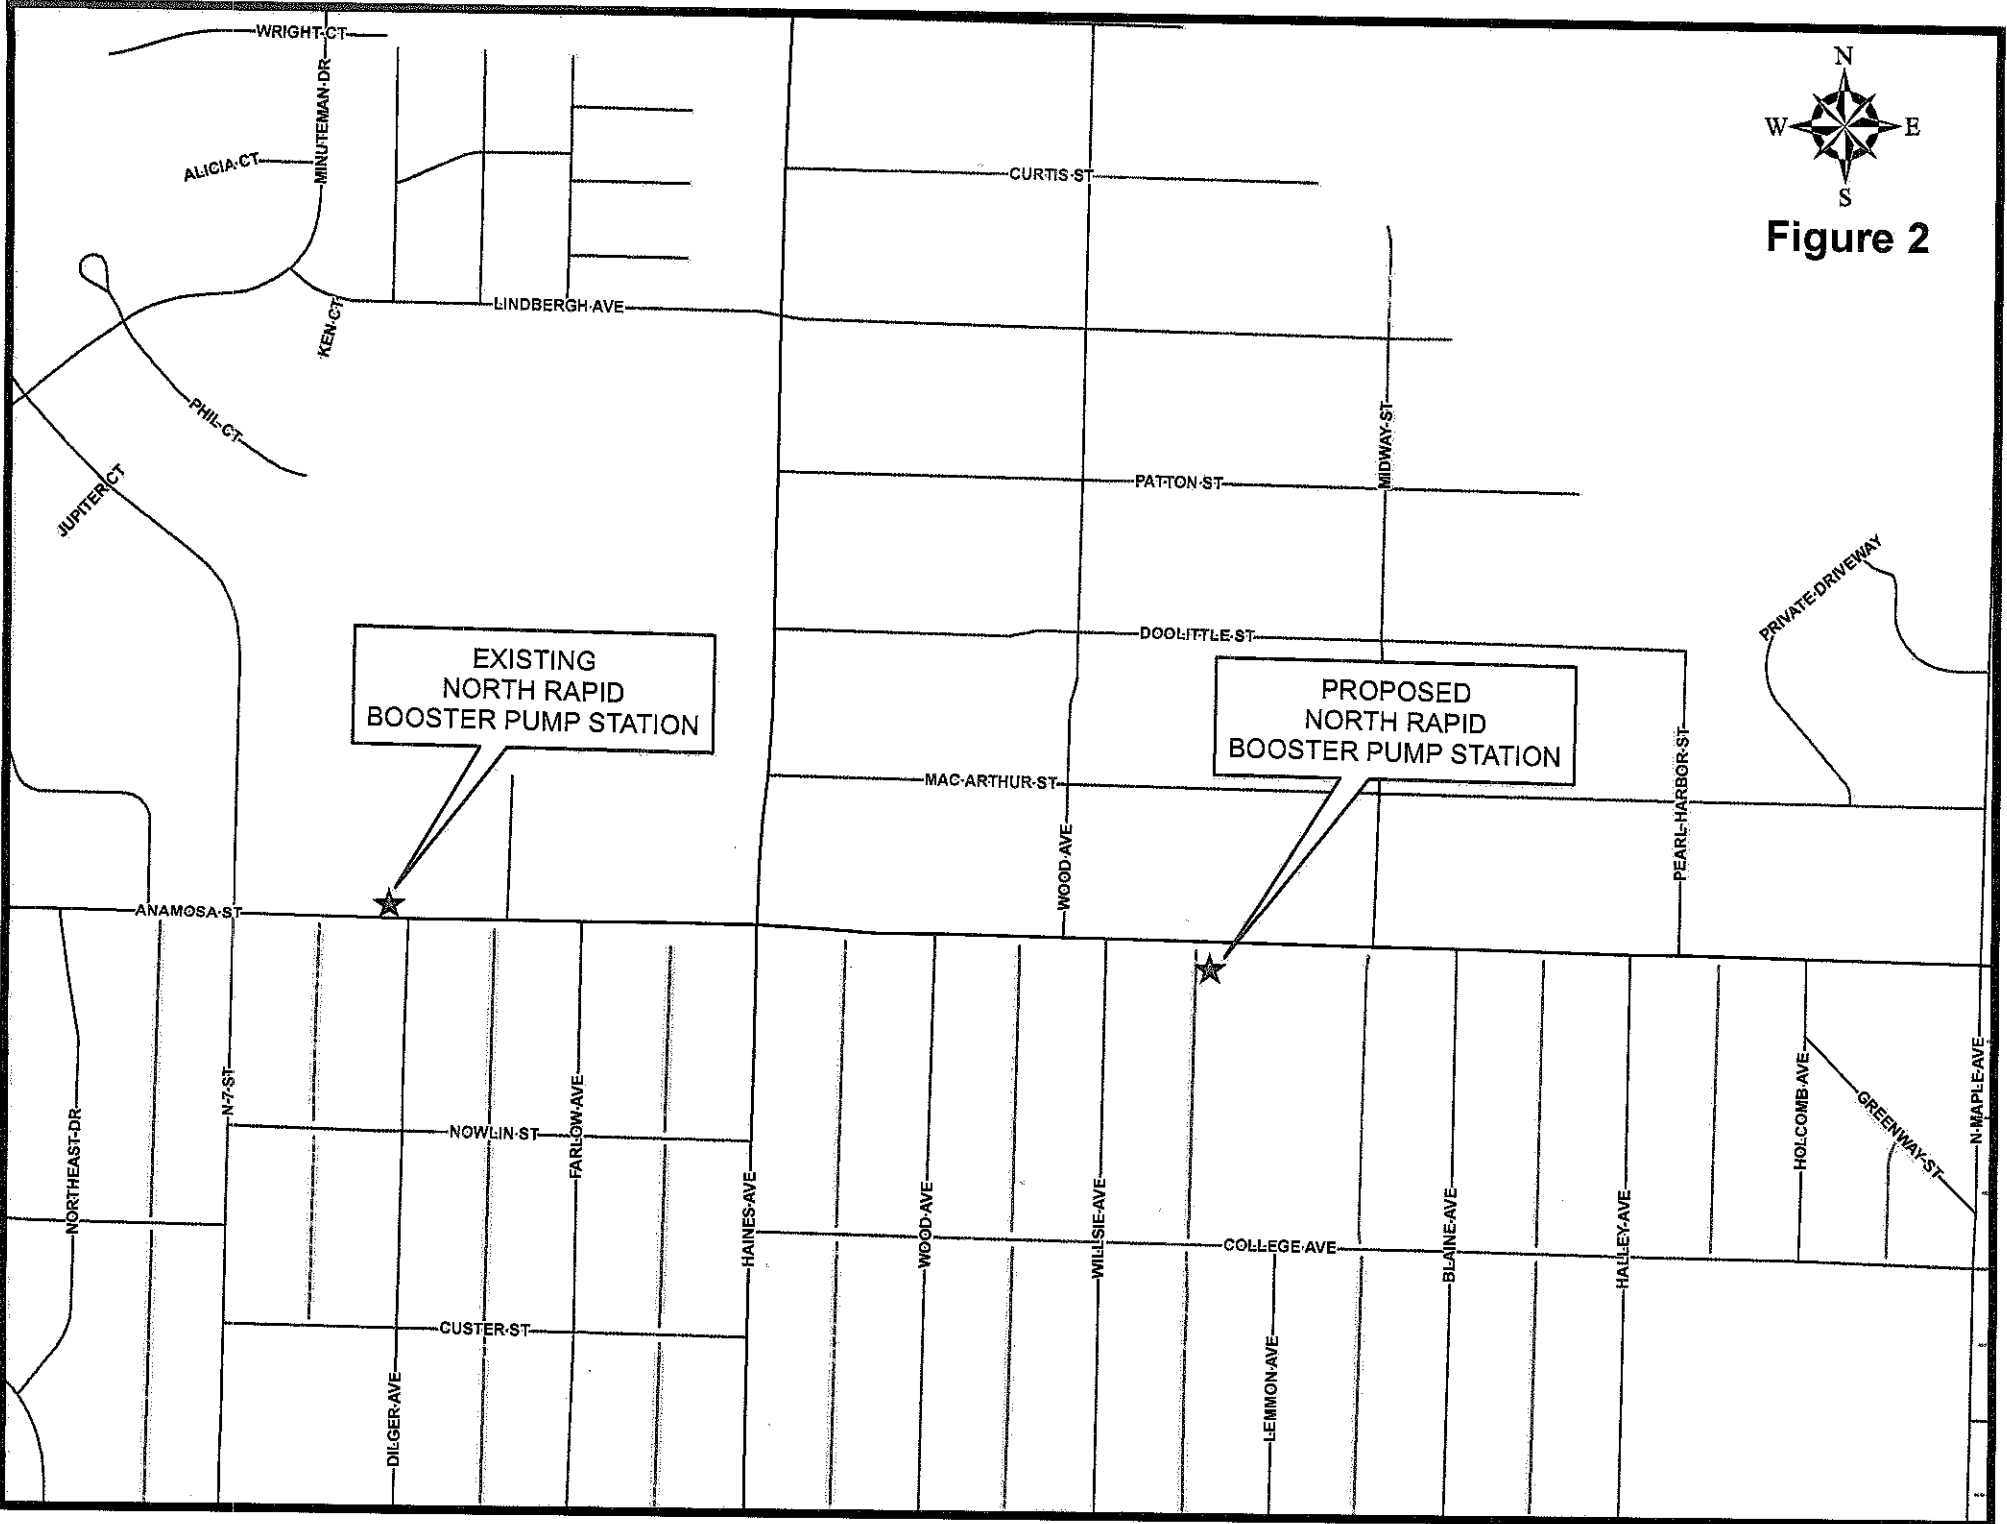 WRIGHT CT
MINUTEMAN DR
ALICIA CT
CURTIS ST
N
W
E
S
Figure 2
LINDBERGH AVE
KEN CT
PHIL CT
JUPITER CT
MIDWAY ST
PATTON ST
PRIVATE DRIVEWAY
DOOLITTLE ST
EXISTING
NORTH RAPID
BOOSTER PUMP STATION
PROPOSED
NORTH RAPID
BOOSTER PUMP STATION
MAC ARTHUR ST
PEARL HARBOR ST
WOOD AVE
ANAMOSA ST
N 7 ST
NORTHEAST DR
NOWLIN ST
FARLOW AVE
HAINES AVE
WOOD AVE
WILLSIE AVE
COLLEGE AVE
BLAINE AVE
HALLEY AVE
HOLCOMB AVE
GREENWAY ST
N MAPLE AVE
CUSTER ST
DILGER AVE
LEMMON AVE